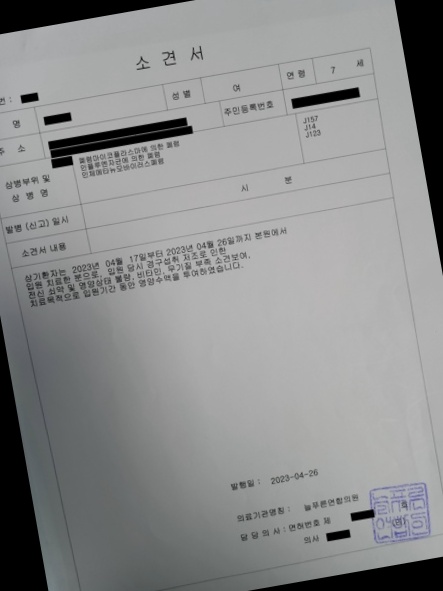 소 견 서
번 :
명
성 별
여
연 령
7
세
주 소
주민등록번호
상병부위 및
상 병 명
폐렴마이코플라스마에 의한 폐렴
인플루엔자균에 의한 폐렴
인체메타뉴모바이러스폐렴
J157
J14
J123
발병 (신고) 일시
시
분
소견서 내용
상기환자는 2023년 04월 17일부터 2023년 04월 26일까지 본원에서
입원 치료한 분으로, 입원 당시 경구섭취 저조로 인한
전신 쇠약 및 영양상태 불량, 비타민, 무기질 부족 소견보여,
치료목적으로 입원기간 동안 영양수액을 투여하였습니다.
발행일 : 2023-04-26
의료기관명칭 : 늘푸른연합의원
담 당 의 사 : 면허번호 제
호
의사
(인)